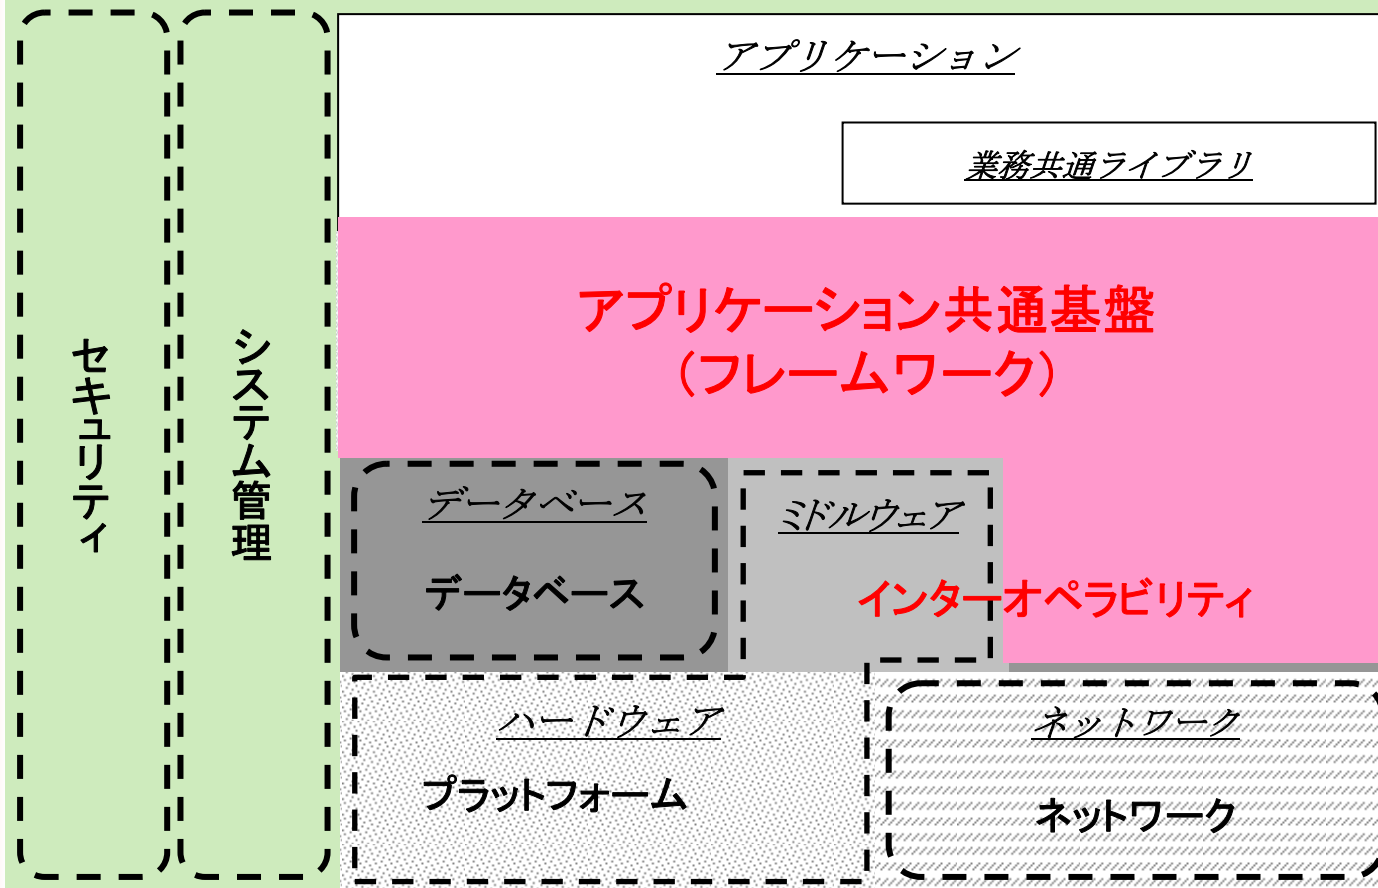 セキュリティ
システム管理
アプリケーション
業務共通ライブラリ
アプリケーション共通基盤
(フレームワーク)
データベース
ミドルウェア
データベース
インターオペラビリティ
ハードウェア
ネットワーク
プラットフォーム
ネットワーク